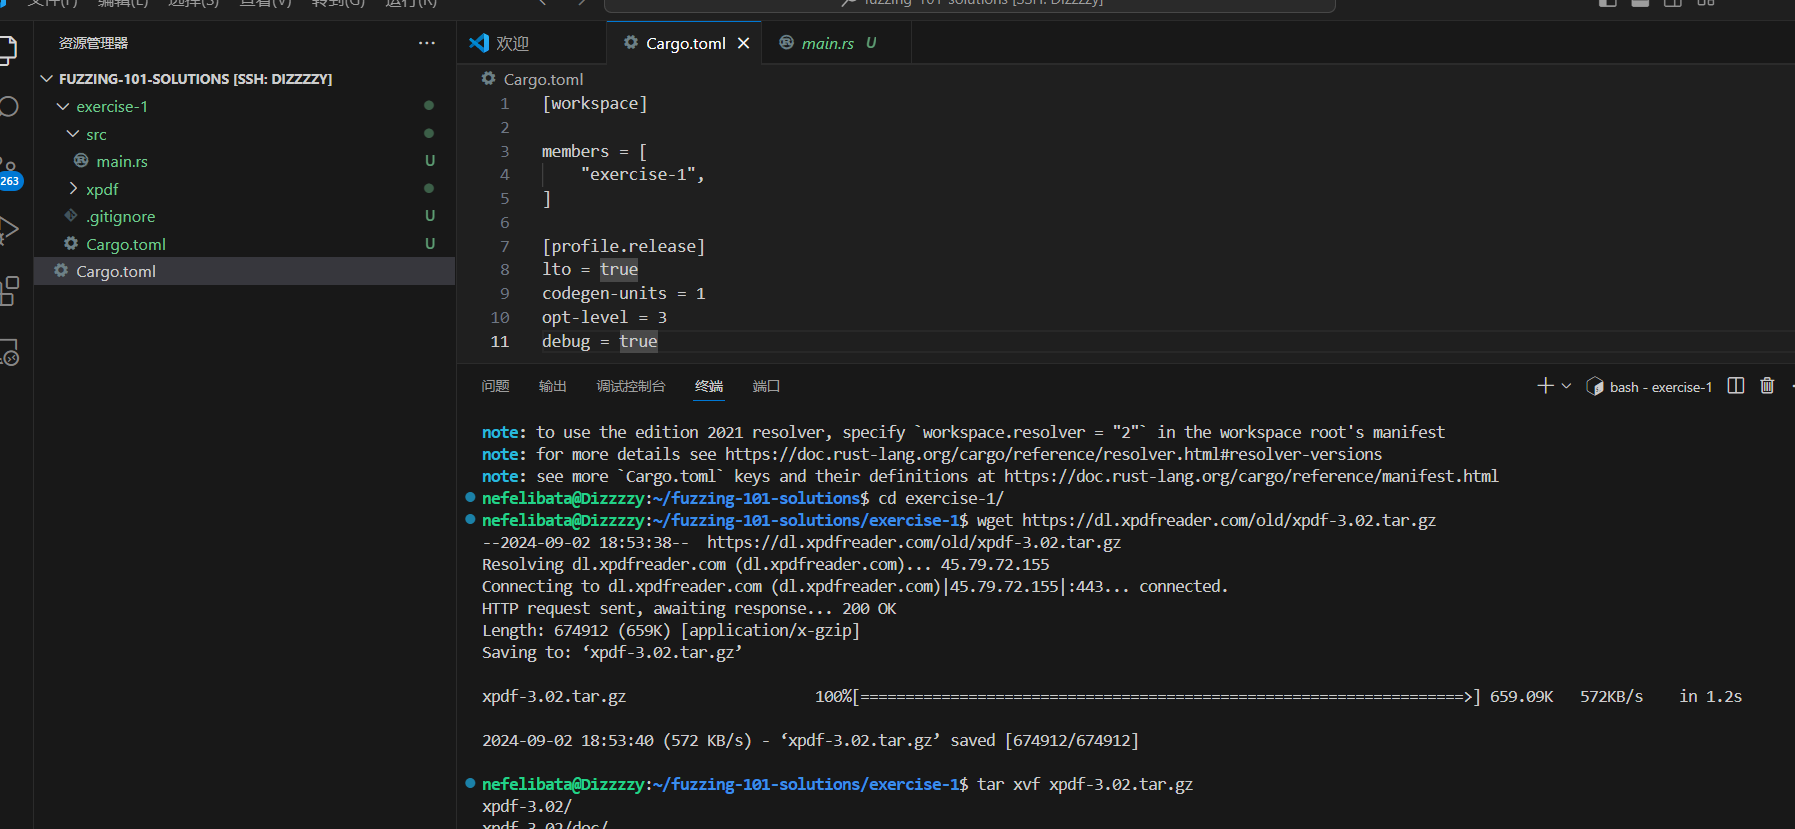 文件(F) 编辑(E) 选择(S) 查看(V) 转到(G) 运行(R)
fuzzing-101-solutions [SSH: Dizzzzy]
资源管理器
FUZZING-101-SOLUTIONS [SSH: DIZZZZY]
exercise-1
src
main.rs U
xpdf
.gitignore U
Cargo.toml U
Cargo.toml
263
欢迎
Cargo.toml
main.rs U
Cargo.toml
1 [workspace]
2
3 members = [
4 "exercise-1",
5 ]
6
7 [profile.release]
8 lto = true
9 codegen-units = 1
10 opt-level = 3
11 debug = true
问题 输出 调试控制台 终端 端口
bash - exercise-1
note: to use the edition 2021 resolver, specify `workspace.resolver = "2"` in the workspace root's manifest
note: for more details see https://doc.rust-lang.org/cargo/reference/resolver.html#resolver-versions
note: see more `Cargo.toml` keys and their definitions at https://doc.rust-lang.org/cargo/reference/manifest.html
nefelibata@Dizzzzy:~/fuzzing-101-solutions$ cd exercise-1/
nefelibata@Dizzzzy:~/fuzzing-101-solutions/exercise-1$ wget https://dl.xpdfreader.com/old/xpdf-3.02.tar.gz
--2024-09-02 18:53:38-- https://dl.xpdfreader.com/old/xpdf-3.02.tar.gz
Resolving dl.xpdfreader.com (dl.xpdfreader.com)... 45.79.72.155
Connecting to dl.xpdfreader.com (dl.xpdfreader.com)|45.79.72.155|:443... connected.
HTTP request sent, awaiting response... 200 OK
Length: 674912 (659K) [application/x-gzip]
Saving to: ‘xpdf-3.02.tar.gz’
xpdf-3.02.tar.gz 100%[===================================================================>] 659.09K 572KB/s in 1.2s
2024-09-02 18:53:40 (572 KB/s) - ‘xpdf-3.02.tar.gz’ saved [674912/674912]
nefelibata@Dizzzzy:~/fuzzing-101-solutions/exercise-1$ tar xvf xpdf-3.02.tar.gz
xpdf-3.02/
xpdf-3.02/doc/